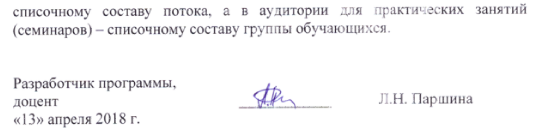 списочному составу потока, а в аудитории для практических занятий
(семинаров) – списочному составу группы обучающихся.
Разработчик программы,
доцент
Л.Н. Паршина
«13» апреля 2018 г.